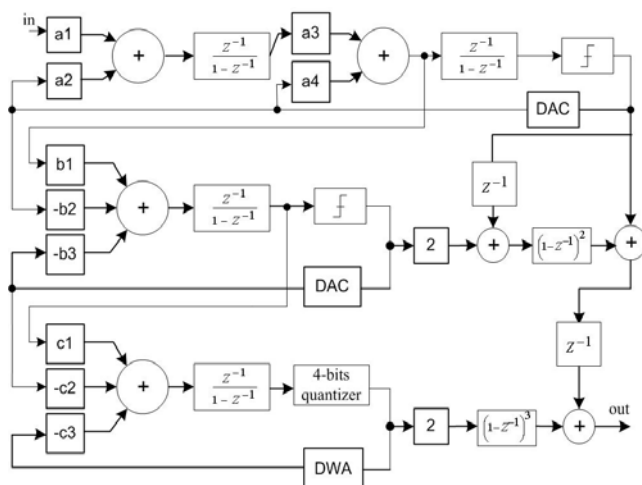 in
a1
+
z⁻¹
1 - z⁻¹
a3
+
z⁻¹
1 - z⁻¹
a2
a4
DAC
b1
-b2
-b3
+
z⁻¹
1 - z⁻¹
z⁻¹
2
+
(1-z⁻¹)²
+
DAC
c1
-c2
-c3
+
z⁻¹
1 - z⁻¹
4-bits
quantizer
z⁻¹
2
(1-z⁻¹)³
+
out
DWA